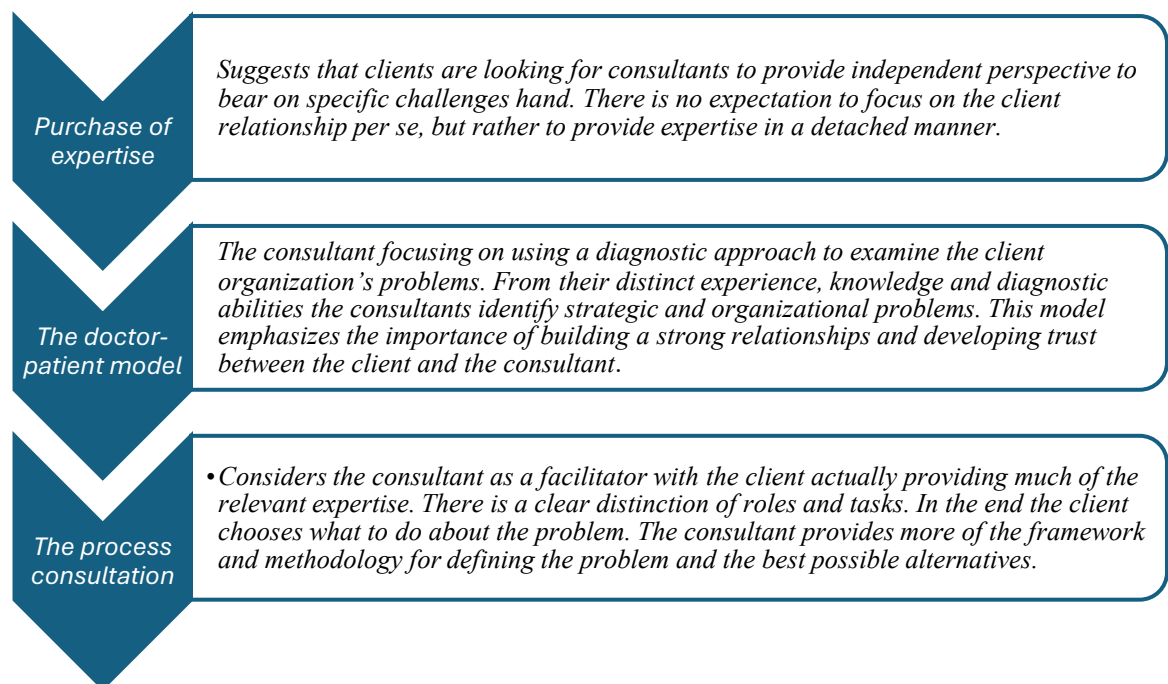 Purchase of
expertise
Suggests that clients are looking for consultants to provide independent perspective to
bear on specific challenges hand. There is no expectation to focus on the client
relationship per se, but rather to provide expertise in a detached manner.
The doctor-
patient model
The consultant focusing on using a diagnostic approach to examine the client
organization’s problems. From their distinct experience, knowledge and diagnostic
abilities the consultants identify strategic and organizational problems. This model
emphasizes the importance of building a strong relationships and developing trust
between the client and the consultant.
The process
consultation
•Considers the consultant as a facilitator with the client actually providing much of the
relevant expertise. There is a clear distinction of roles and tasks. In the end the client
chooses what to do about the problem. The consultant provides more of the framework
and methodology for defining the problem and the best possible alternatives.